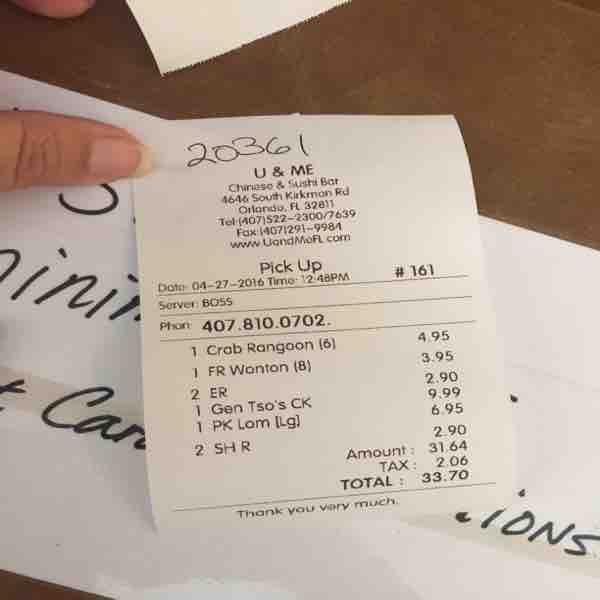 20361
U & ME
Chinese & Sushi Bar
4646 South Kirkman Rd
Orlando, FL 32811
Tel:(407)522-2300/7639
Fax:(407)291-9984
www.UandMeFL.com
Pick Up # 161
Date: 04-27-2016 Time: 12:48PM
Server: BOSS
Phon: 407.810.0702.
1 Crab Rangoon (6) 4.95
1 FR Wonton (8) 3.95
2 ER 2.90
1 Gen Tso's CK 9.99
1 PK Lom [Lg] 6.95
2 SH R 2.90
Amount : 31.64
TAX : 2.06
TOTAL : 33.70
Thank you very much.